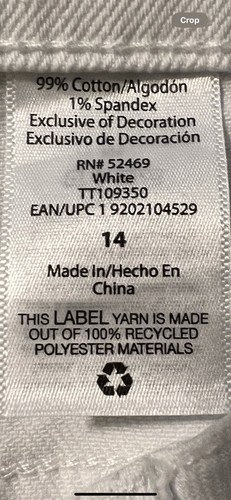 Crop
99% Cotton/Algodón
1% Spandex
Exclusive of Decoration
Exclusivo de Decoración
RN# 52469
White
TT109350
EAN/UPC 1 9202104529
14
Made In/Hecho En
China
THIS LABEL YARN IS MADE
OUT OF 100% RECYCLED
POLYESTER MATERIALS